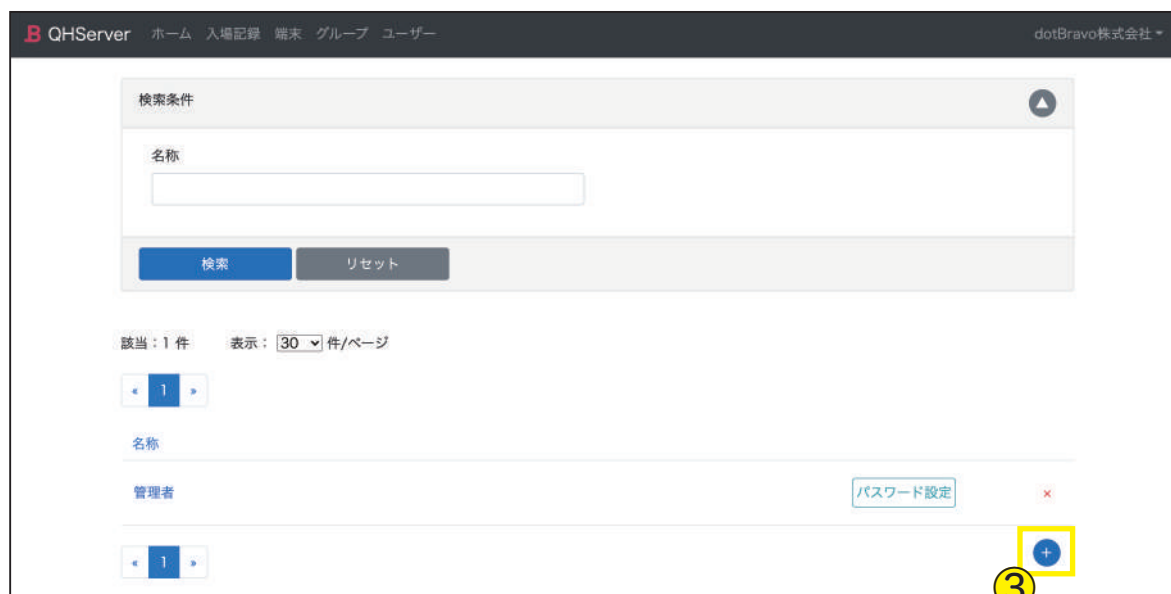 B QHServer ホーム 入場記録 端末 グループ ユーザー dotBravo株式会社
検索条件
名称
検索 リセット
該当：1 件 表示： 30 件/ページ
« 1 »
名称
管理者 パスワード設定 ×
« 1 » +
③